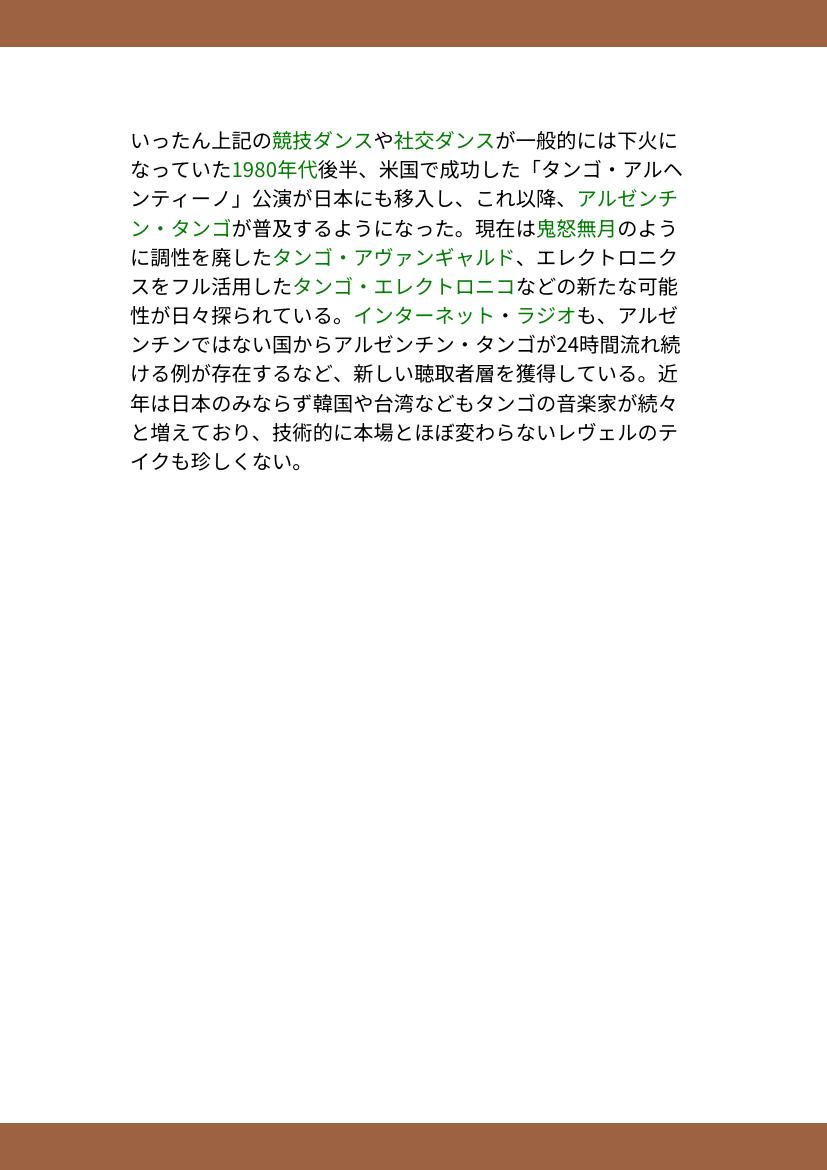 いったん上記の競技ダンスや社交ダンスが一般的には下火に
なっていた1980年代後半、米国で成功した「タンゴ・アルヘ
ンティーノ」公演が日本にも移入し、これ以降、アルゼンチ
ン・タンゴが普及するようになった。現在は鬼怒無月のよう
に調性を廃したタンゴ・アヴァンギャルド、エレクトロニク
スをフル活用したタンゴ・エレクトロニコなどの新たな可能
性が日々探られている。インターネット・ラジオも、アルゼ
ンチンではない国からアルゼンチン・タンゴが24時間流れ続
ける例が存在するなど、新しい聴取者層を獲得している。近
年は日本のみならず韓国や台湾などもタンゴの音楽家が続々
と増えており、技術的に本場とほぼ変わらないレヴェルのテ
イクも珍しくない。